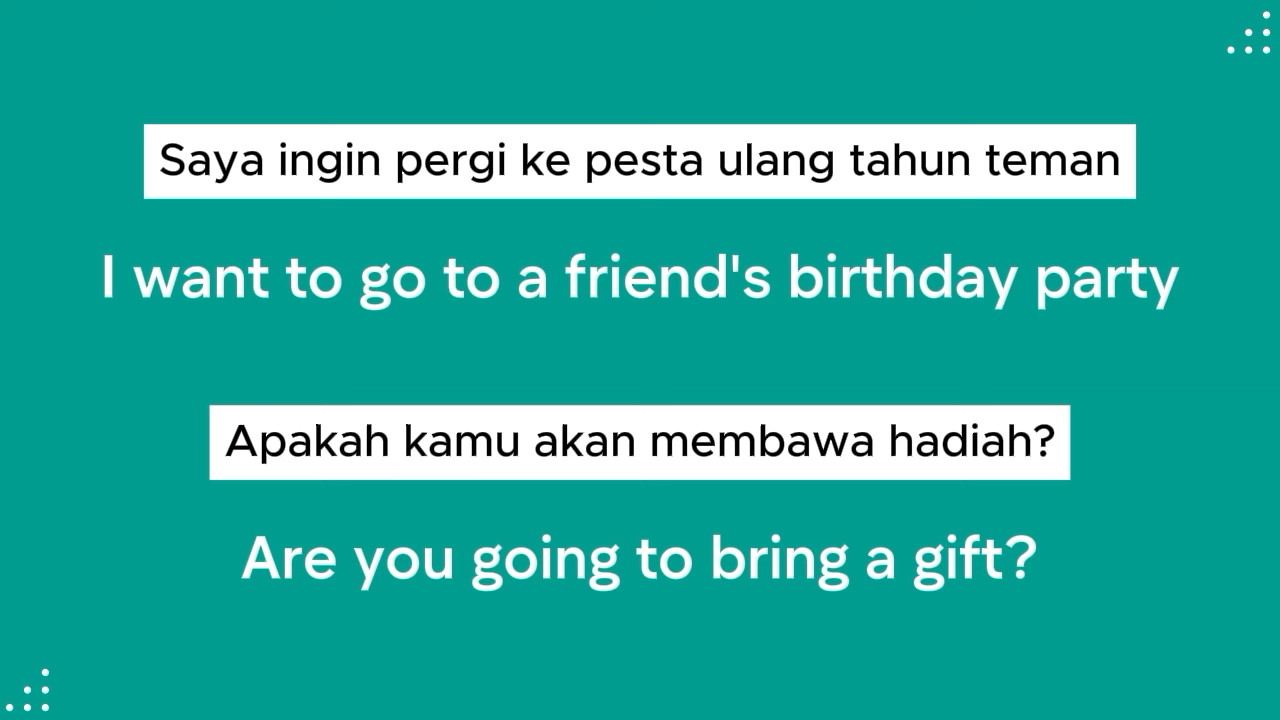 Saya ingin pergi ke pesta ulang tahun teman
I want to go to a friend's birthday party
Apakah kamu akan membawa hadiah?
Are you going to bring a gift?